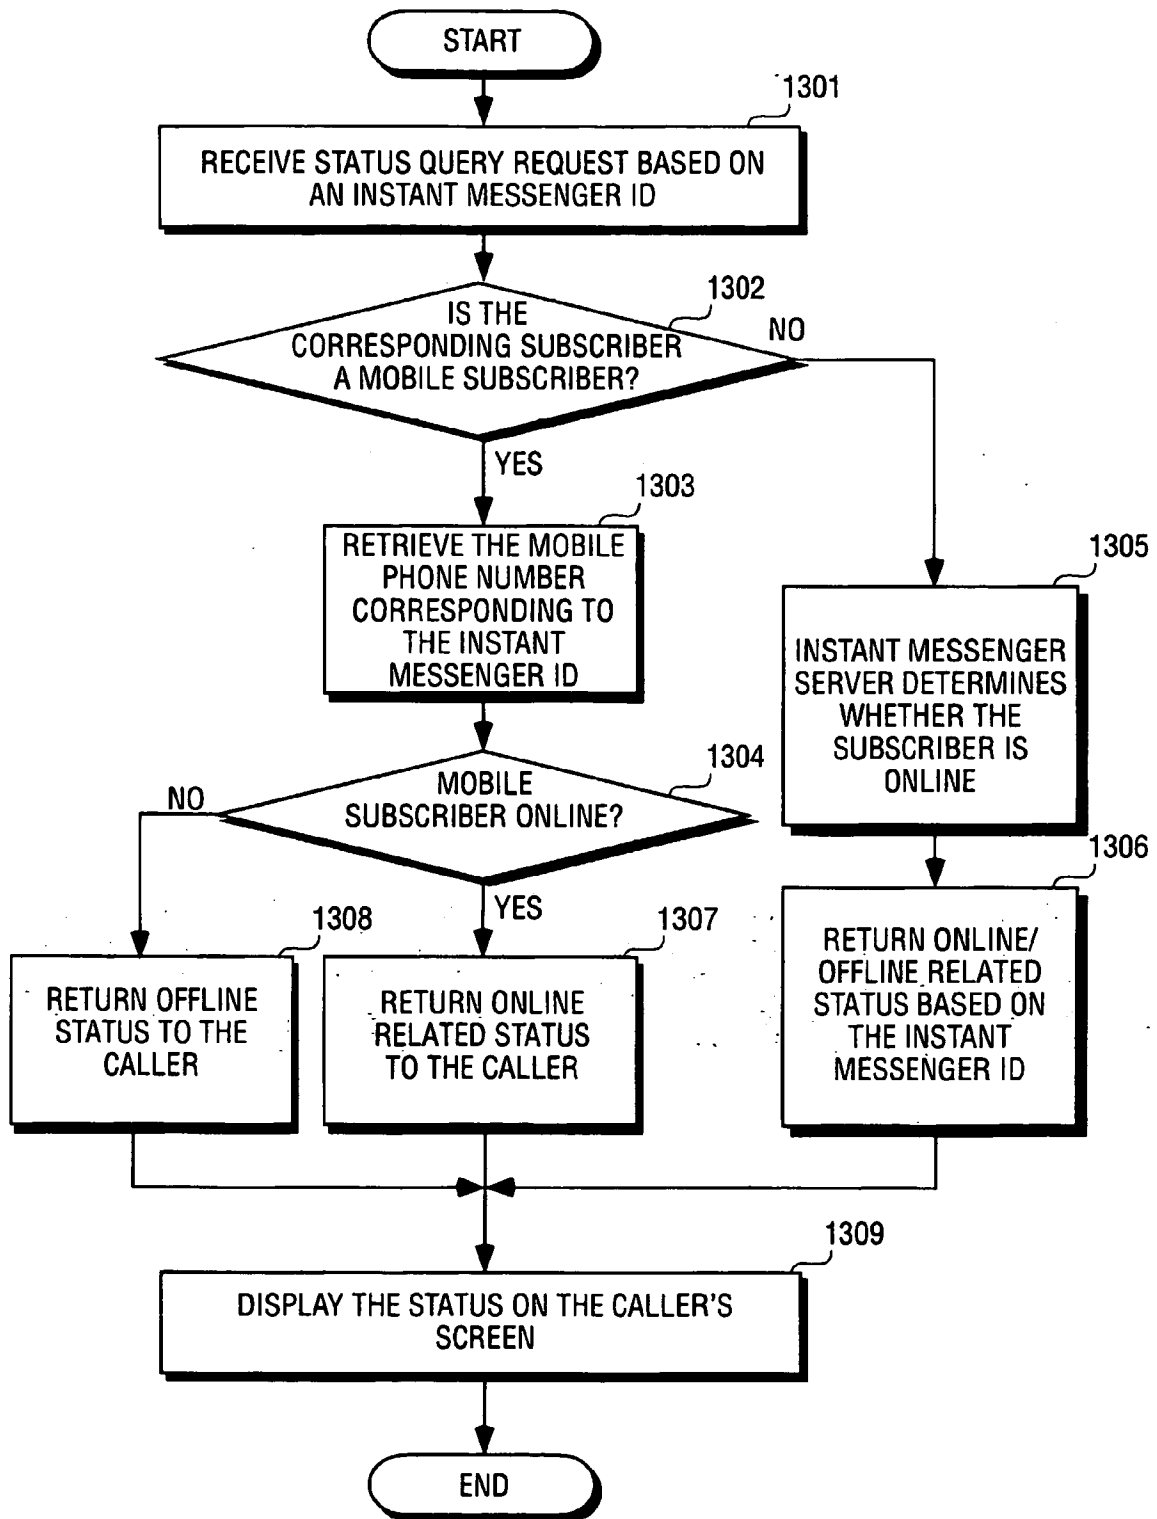 START
1301
RECEIVE STATUS QUERY REQUEST BASED ON
AN INSTANT MESSENGER ID
1302
IS THE
CORRESPONDING SUBSCRIBER
A MOBILE SUBSCRIBER?
NO
YES
1303
RETRIEVE THE MOBILE
PHONE NUMBER
CORRESPONDING TO
THE INSTANT
MESSENGER ID
1305
INSTANT MESSENGER
SERVER DETERMINES
WHETHER THE
SUBSCRIBER IS
ONLINE
1304
MOBILE
SUBSCRIBER ONLINE?
NO
YES
1306
RETURN ONLINE/
OFFLINE RELATED
STATUS BASED ON
THE INSTANT
MESSENGER ID
1308
RETURN OFFLINE
STATUS TO THE
CALLER
1307
RETURN ONLINE
RELATED STATUS
TO THE CALLER
1309
DISPLAY THE STATUS ON THE CALLER'S
SCREEN
END